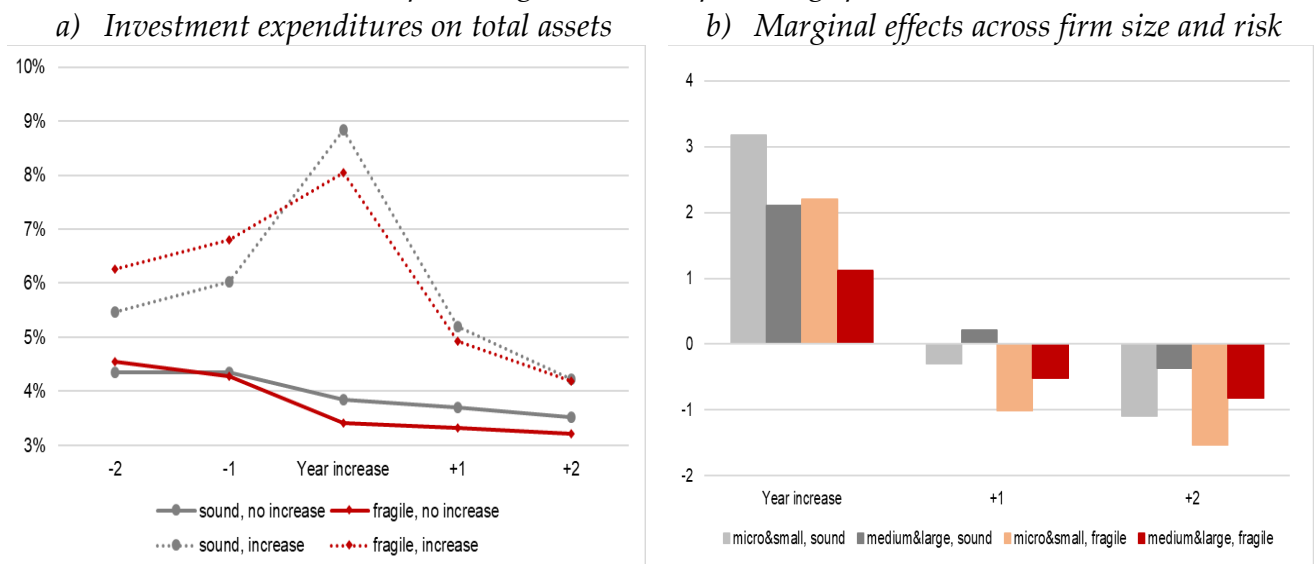 a) Investment expenditures on total assets
10%
9%
8%
7%
6%
5%
4%
3%
-2 -1 Year increase +1 +2
sound, no increase fragile, no increase
sound, increase fragile, increase
b) Marginal effects across firm size and risk
4
3
2
1
0
-1
-2
Year increase +1 +2
micro&small, sound medium&large, sound micro&small, fragile medium&large, fragile